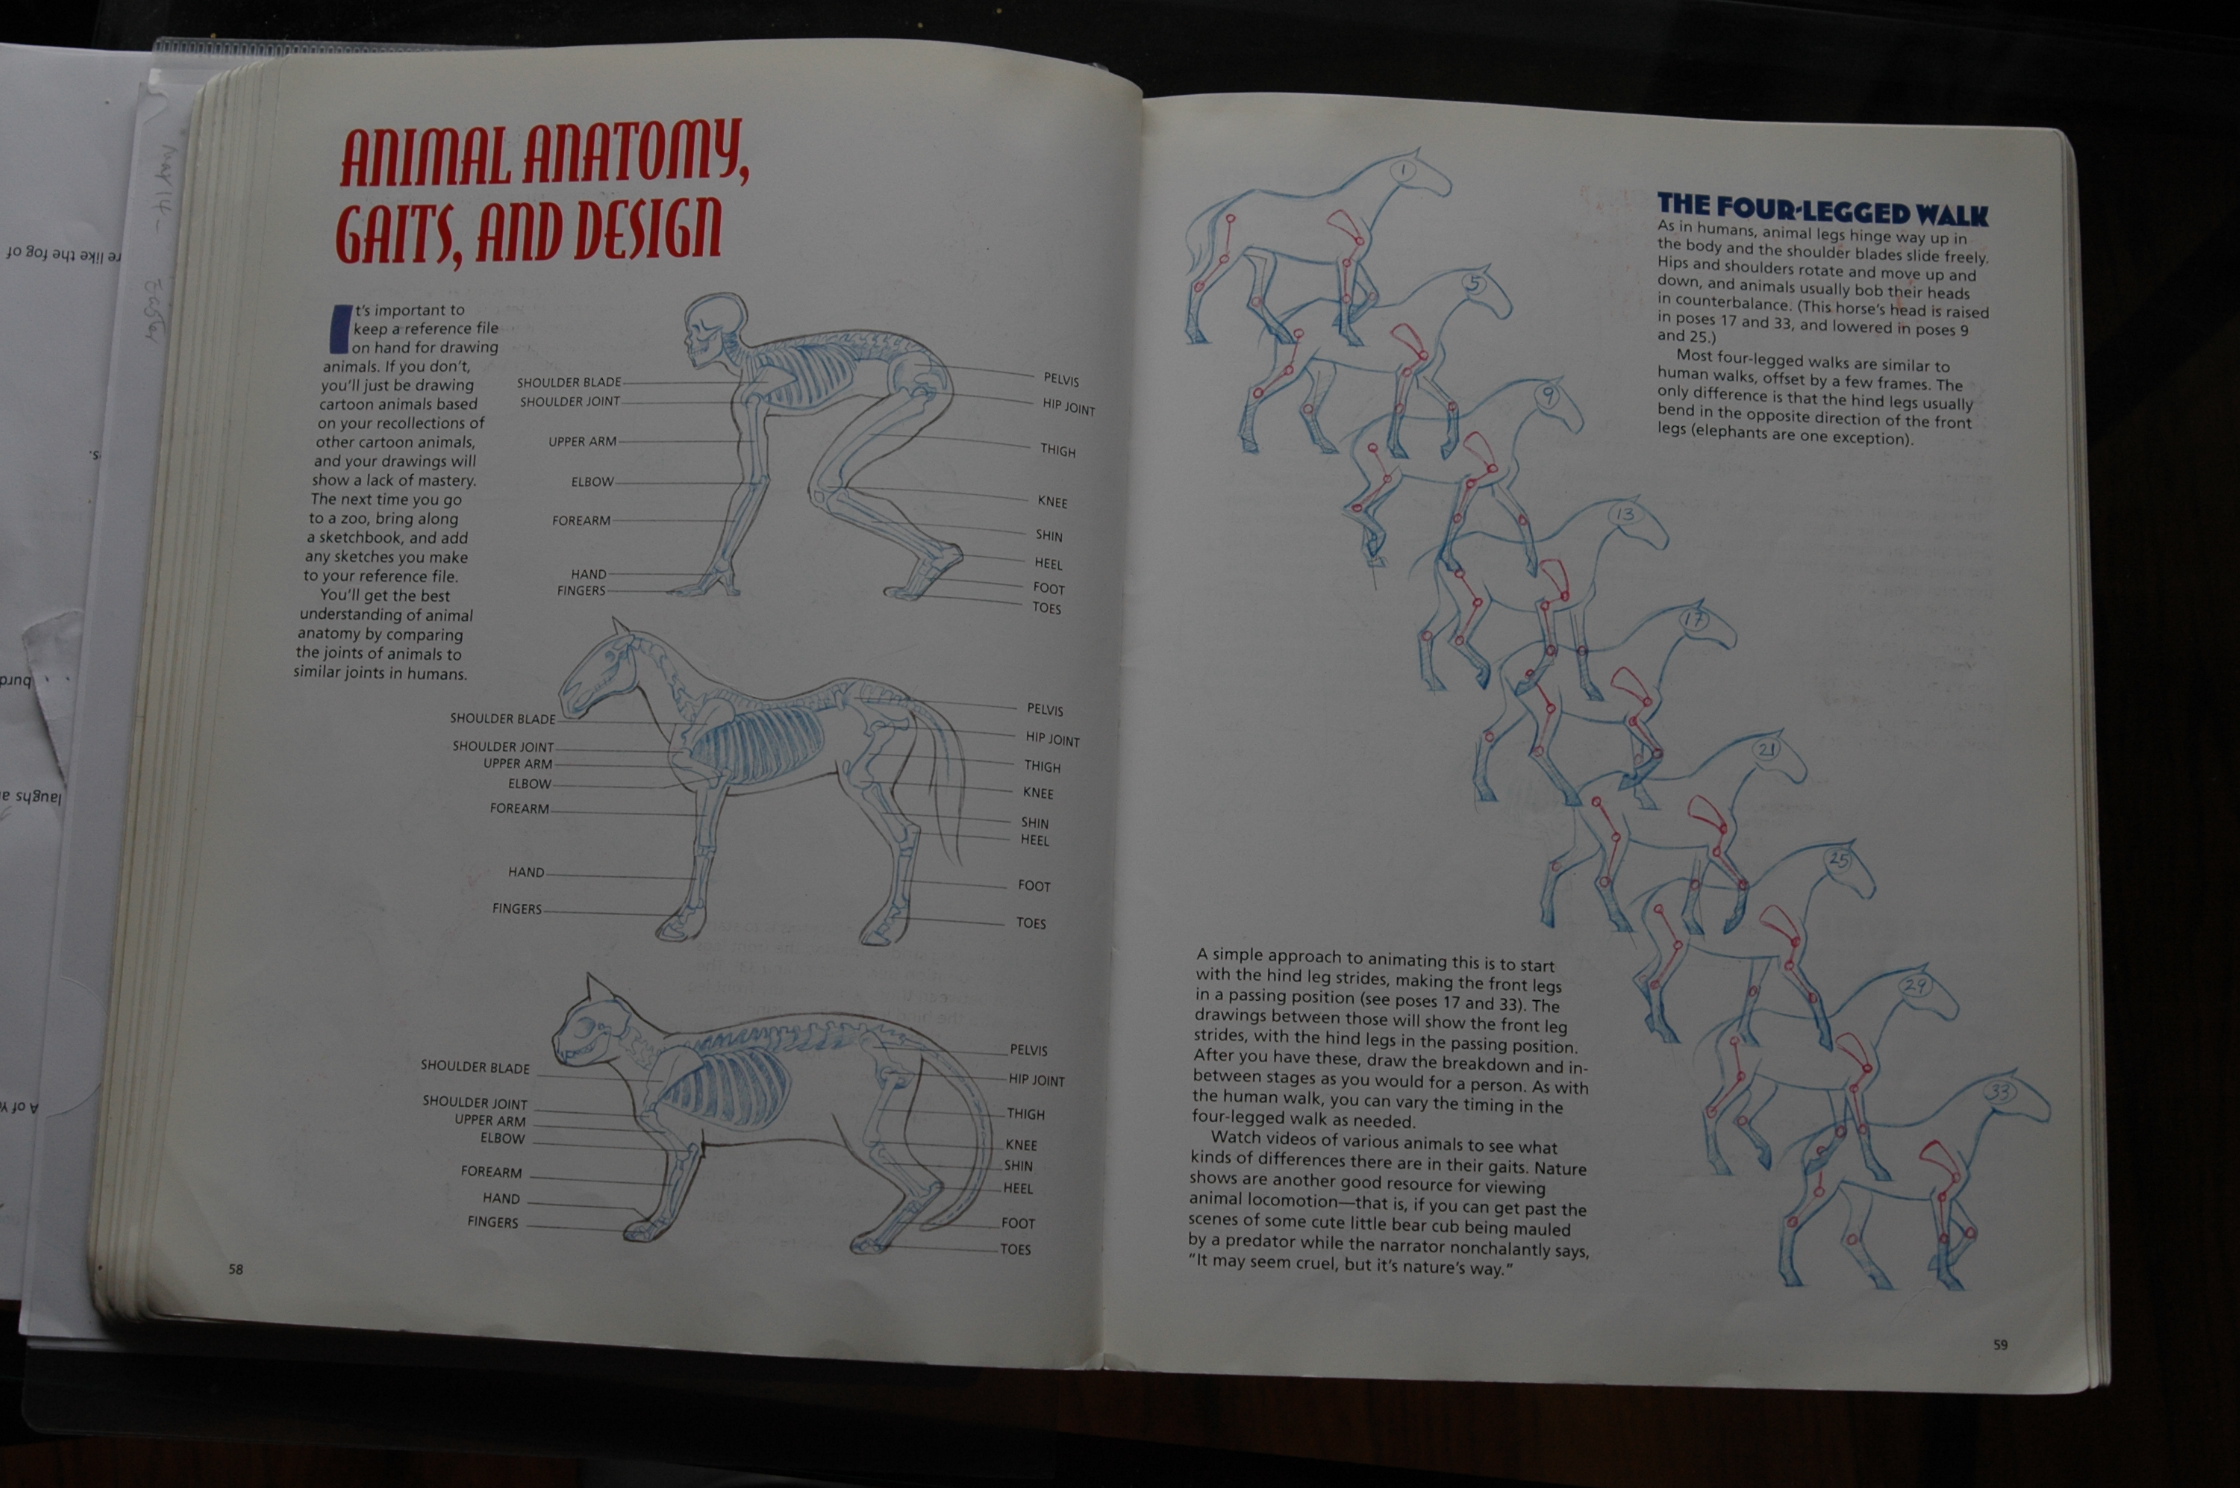 ANIMAL ANATOMY,
GAITS, AND DESIGN
It's important to
keep a reference file
on hand for drawing
animals. If you don't,
you'll just be drawing
cartoon animals based
on your recollections of
other cartoon animals,
and your drawings will
show a lack of mastery.
The next time you go
to a zoo, bring along
a sketchbook, and add
any sketches you make
to your reference file.
You'll get the best
understanding of animal
anatomy by comparing
the joints of animals to
similar joints in humans.
SHOULDER BLADE
SHOULDER JOINT
UPPER ARM
ELBOW
FOREARM
HAND
FINGERS
PELVIS
HIP JOINT
THIGH
KNEE
SHIN
HEEL
FOOT
TOES
SHOULDER BLADE
SHOULDER JOINT
UPPER ARM
ELBOW
FOREARM
HAND
FINGERS
PELVIS
HIP JOINT
THIGH
KNEE
SHIN
HEEL
FOOT
TOES
SHOULDER BLADE
SHOULDER JOINT
UPPER ARM
ELBOW
FOREARM
HAND
FINGERS
PELVIS
HIP JOINT
THIGH
KNEE
SHIN
HEEL
FOOT
TOES
58
THE FOUR-LEGGED WALK
As in humans, animal legs hinge way up in
the body and the shoulder blades slide freely.
Hips and shoulders rotate and move up and
down, and animals usually bob their heads
in counterbalance. (This horse's head is raised
in poses 17 and 33, and lowered in poses 9
and 25.)
Most four-legged walks are similar to
human walks, offset by a few frames. The
only difference is that the hind legs usually
bend in the opposite direction of the front
legs (elephants are one exception).
1
5
9
13
17
21
25
29
33
A simple approach to animating this is to start
with the hind leg strides, making the front legs
in a passing position (see poses 17 and 33). The
drawings between those will show the front leg
strides, with the hind legs in the passing position.
After you have these, draw the breakdown and in-
between stages as you would for a person. As with
the human walk, you can vary the timing in the
four-legged walk as needed.
Watch videos of various animals to see what
kinds of differences there are in their gaits. Nature
shows are another good resource for viewing
animal locomotion—that is, if you can get past the
scenes of some cute little bear cub being mauled
by a predator while the narrator nonchalantly says,
"It may seem cruel, but it's nature's way."
59
re like the fog of
laughs a